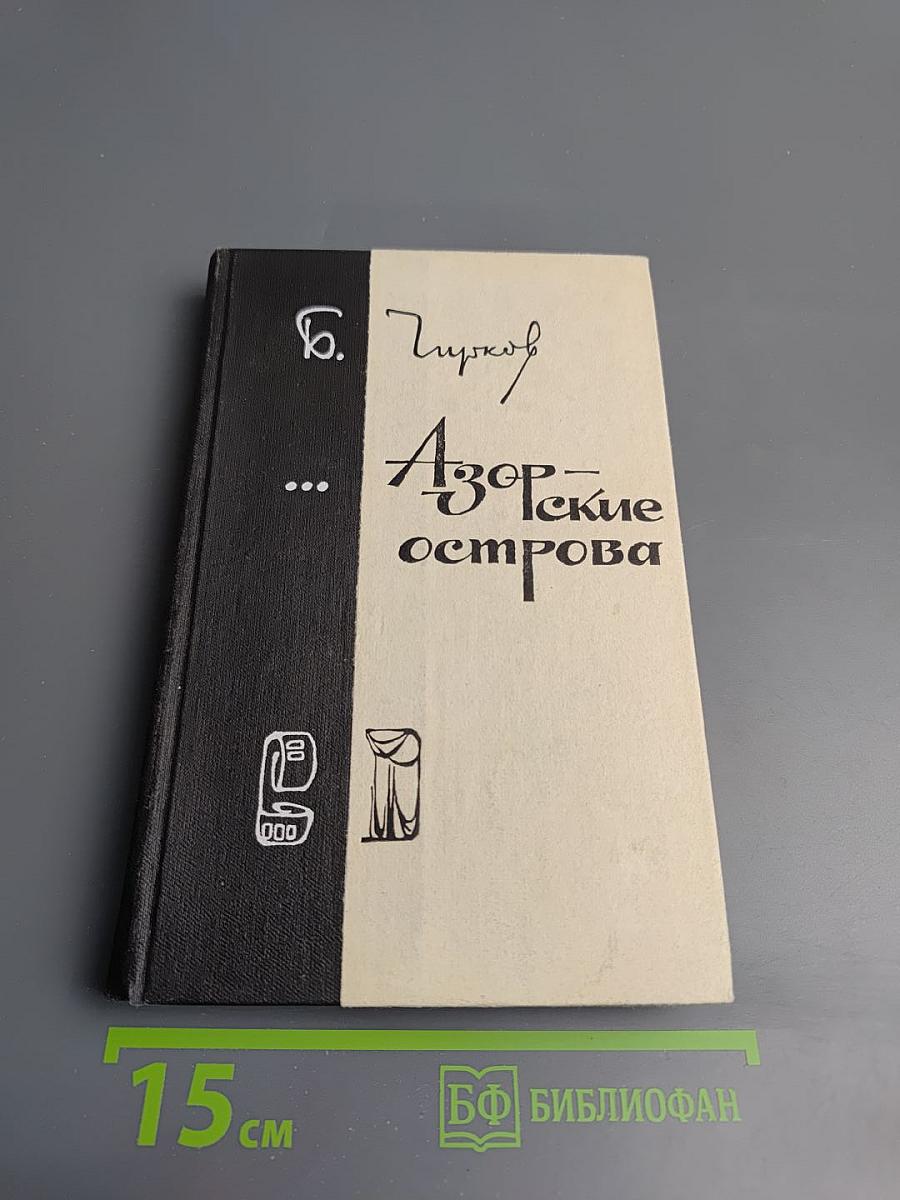 Б. Чирков
... Азор-
ские
острова
15 см
БФ БИБЛИОФАН